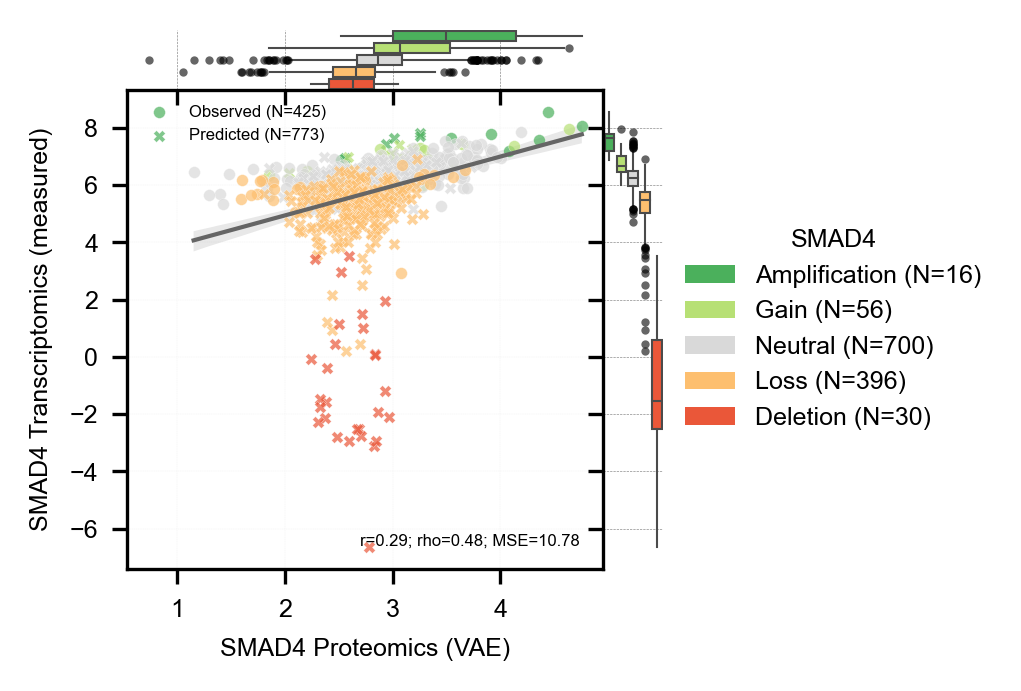 Observed (N=425)
Predicted (N=773)
8
6
4
2
0
−2
−4
−6
SMAD4 Transcriptomics (measured)
r=0.29; rho=0.48; MSE=10.78
1 2 3 4
SMAD4 Proteomics (VAE)
SMAD4
Amplification (N=16)
Gain (N=56)
Neutral (N=700)
Loss (N=396)
Deletion (N=30)